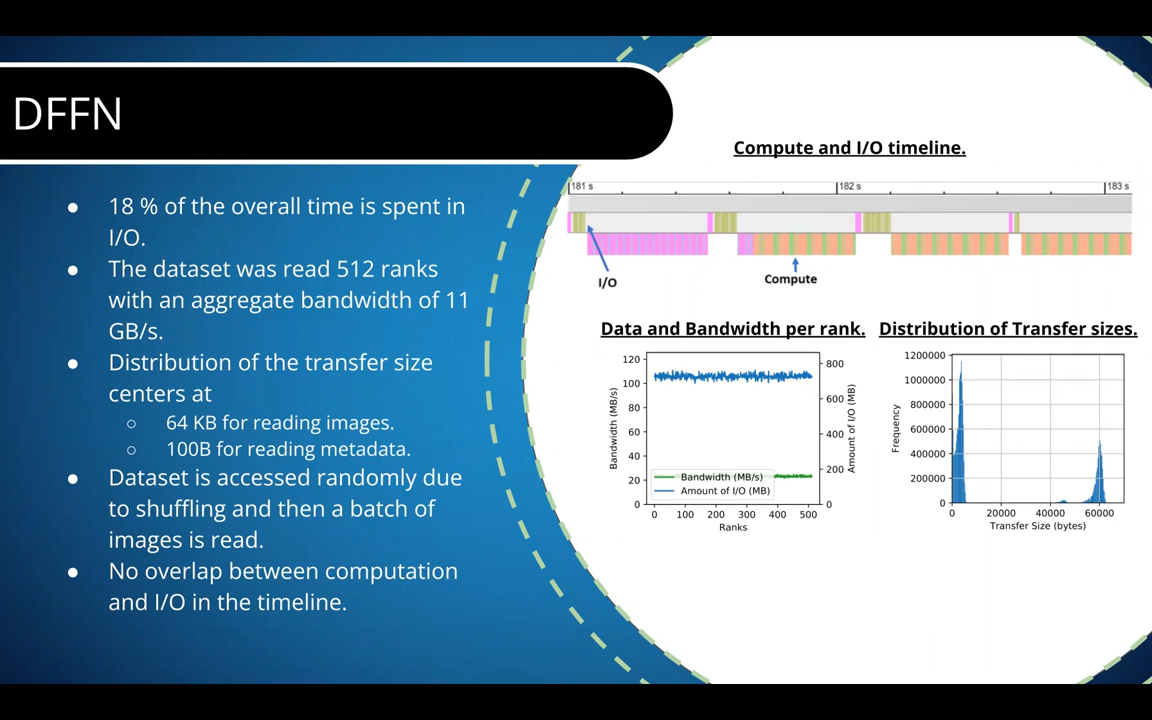 DFFN
● 18 % of the overall time is spent in
I/O.
● The dataset was read 512 ranks
with an aggregate bandwidth of 11
GB/s.
● Distribution of the transfer size
centers at
○ 64 KB for reading images.
○ 100B for reading metadata.
● Dataset is accessed randomly due
to shuffling and then a batch of
images is read.
● No overlap between computation
and I/O in the timeline.
Compute and I/O timeline.
181 s 182 s 183 s
I/O
Compute
Data and Bandwidth per rank.
120
100
80
60
40
20
0
Bandwidth (MB/s)
800
600
400
200
0
Amount of I/O (MB)
Bandwidth (MB/s)
Amount of I/O (MB)
0 100 200 300 400 500
Ranks
Distribution of Transfer sizes.
1200000
1000000
800000
600000
400000
200000
0
Frequency
0 20000 40000 60000
Transfer Size (bytes)